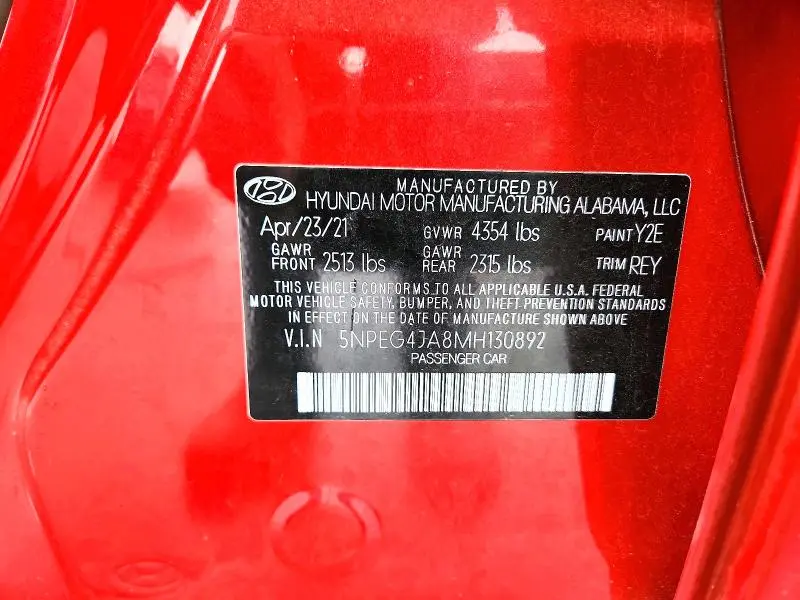 MANUFACTURED BY
HYUNDAI MOTOR MANUFACTURING ALABAMA, LLC
Apr/23/21 GVWR 4354 lbs PAINT Y2E
GAWR FRONT 2513 lbs GAWR REAR 2315 lbs TRIM REY
THIS VEHICLE CONFORMS TO ALL APPLICABLE U.S.A. FEDERAL
MOTOR VEHICLE SAFETY, BUMPER, AND THEFT PREVENTION STANDARDS
IN EFFECT ON THE DATE OF MANUFACTURE SHOWN ABOVE.
V.I.N 5NPEG4JA8MH130892
PASSENGER CAR